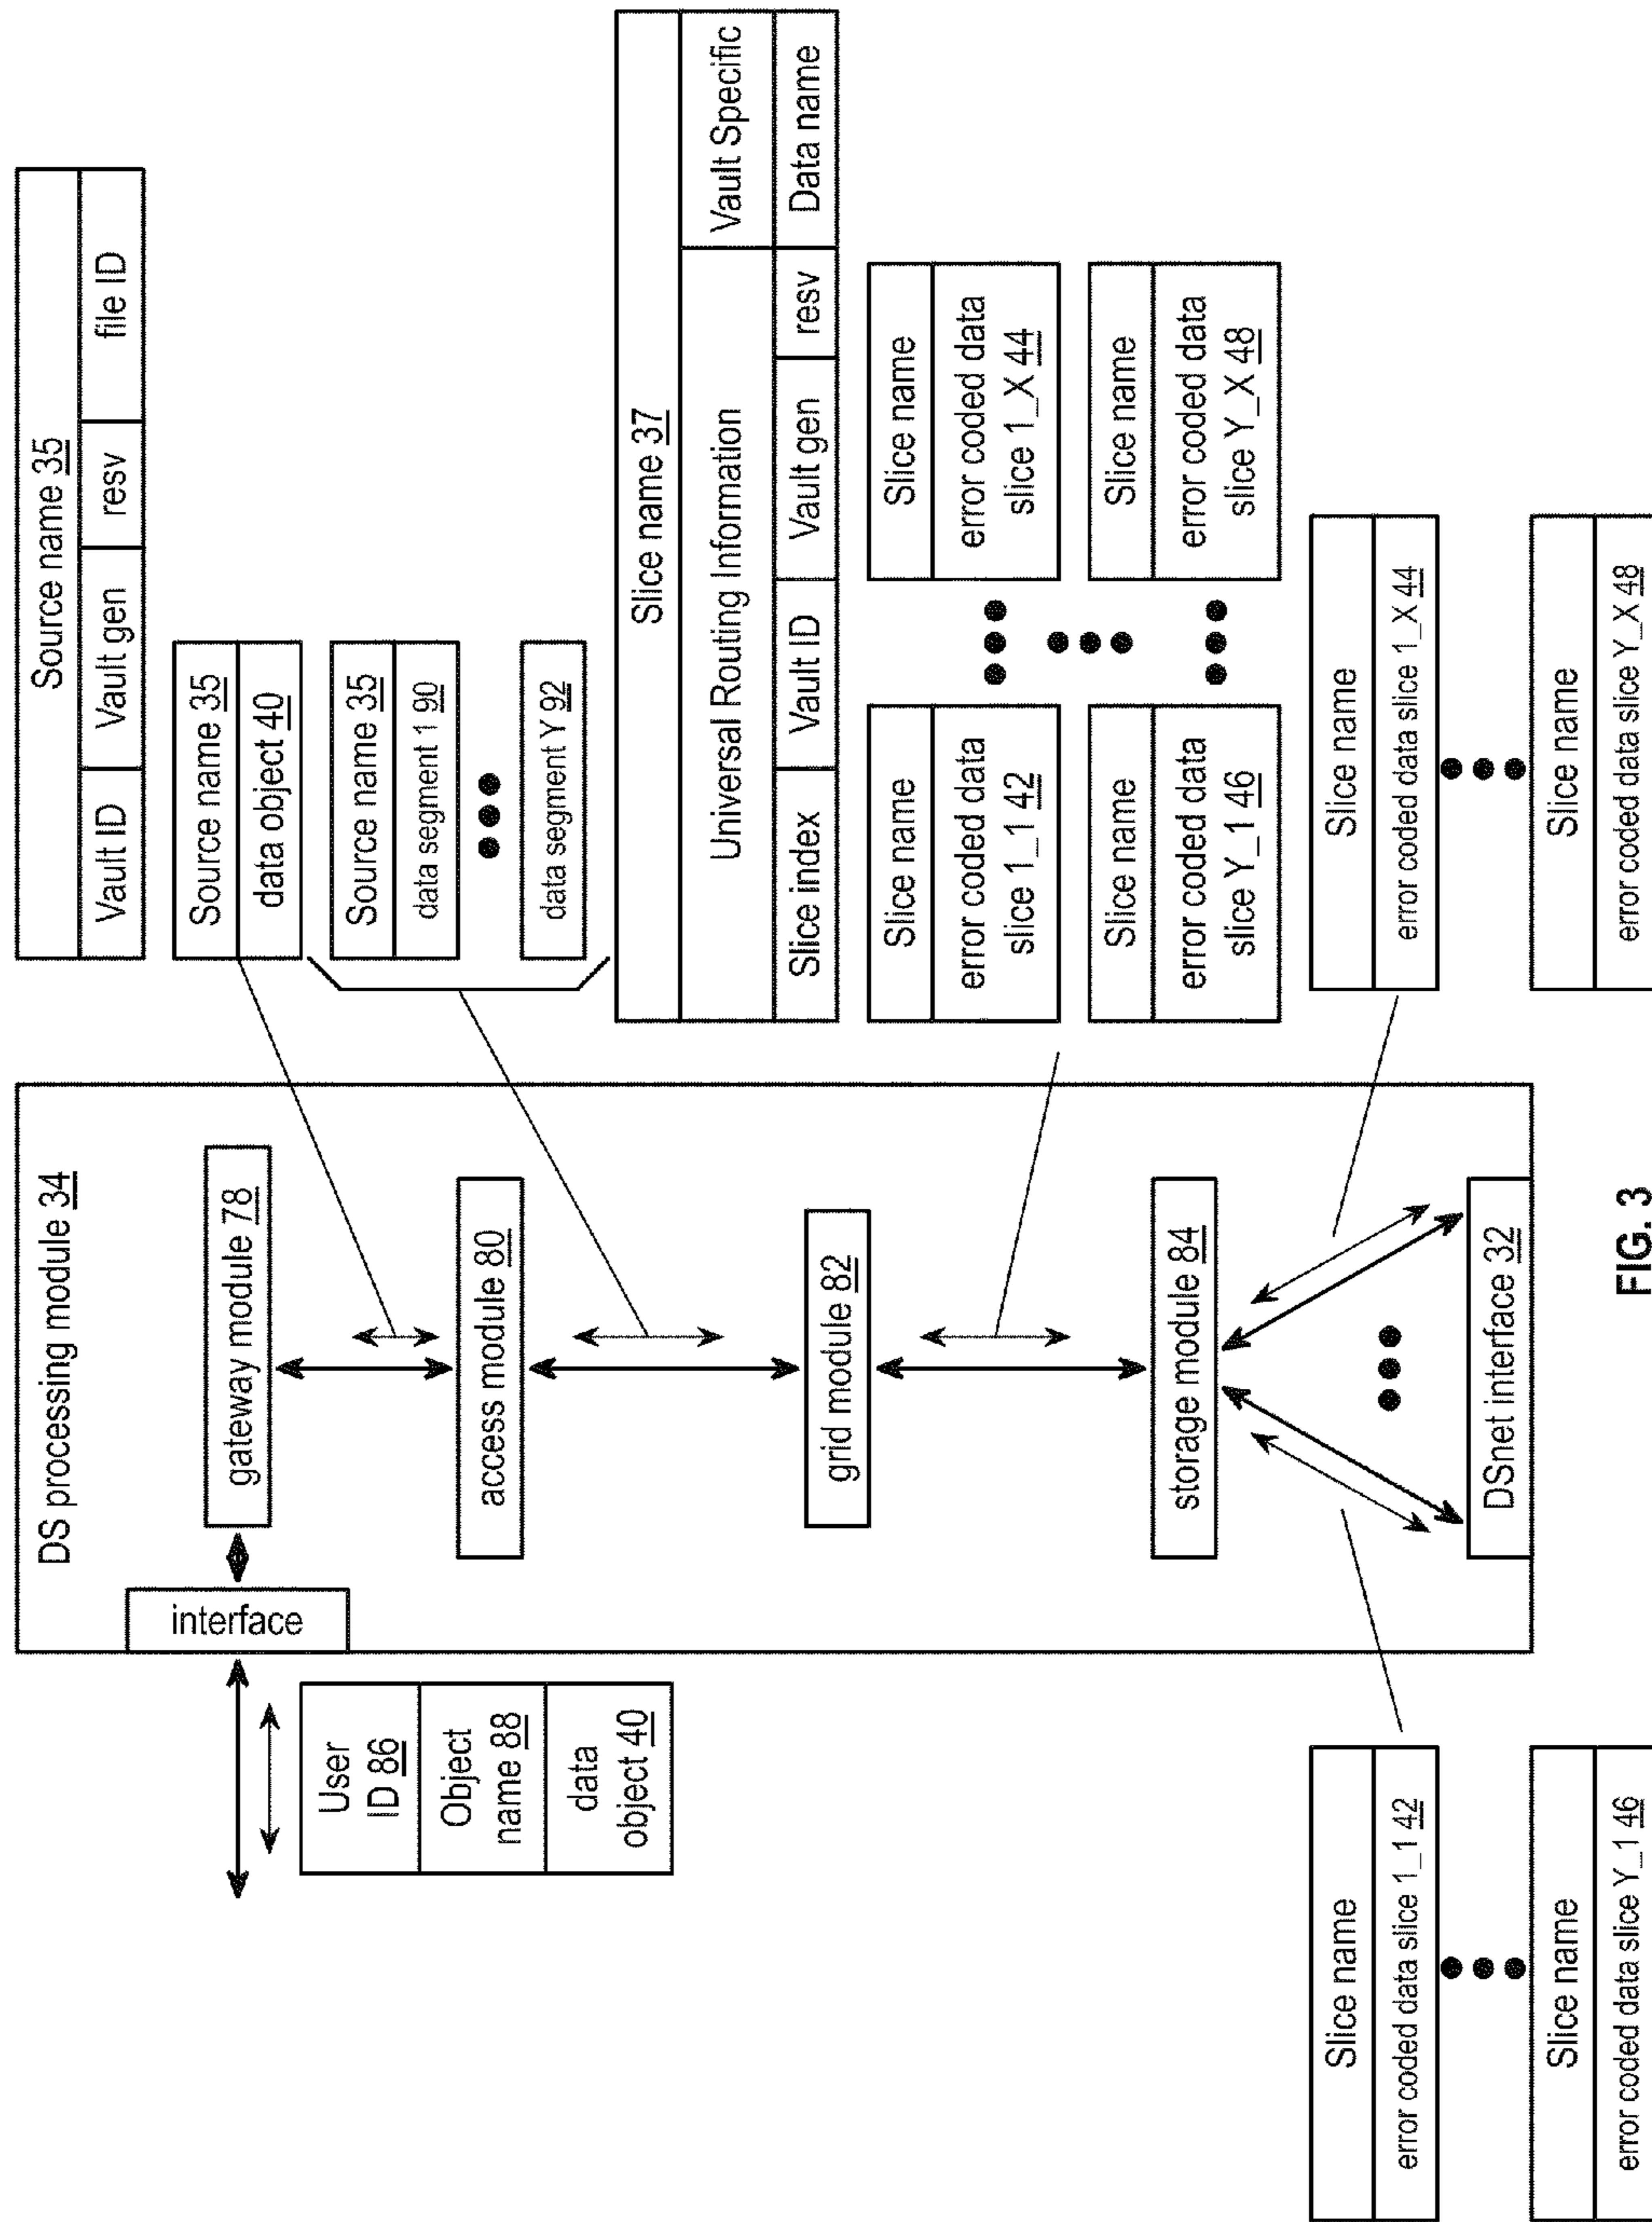 DS processing module 34
interface
gateway module 78
access module 80
grid module 82
storage module 84
DSnet interface 32
User
ID 86
Object
name 88
data
object 40
Source name 35
Vault ID
Vault gen
resv
file ID
Source name 35
data object 40
Source name 35
data segment 1 90
data segment Y 92
Slice name 37
Universal Routing Information
Vault Specific
Slice index
Vault ID
Vault gen
resv
Data name
Slice name
error coded data
slice 1_1 42
Slice name
error coded data
slice 1_X 44
Slice name
error coded data
slice Y_1 46
Slice name
error coded data
slice Y_X 48
Slice name
error coded data slice 1_1 42
Slice name
error coded data slice Y_1 46
Slice name
error coded data slice 1_X 44
Slice name
error coded data slice Y_X 48
FIG. 3